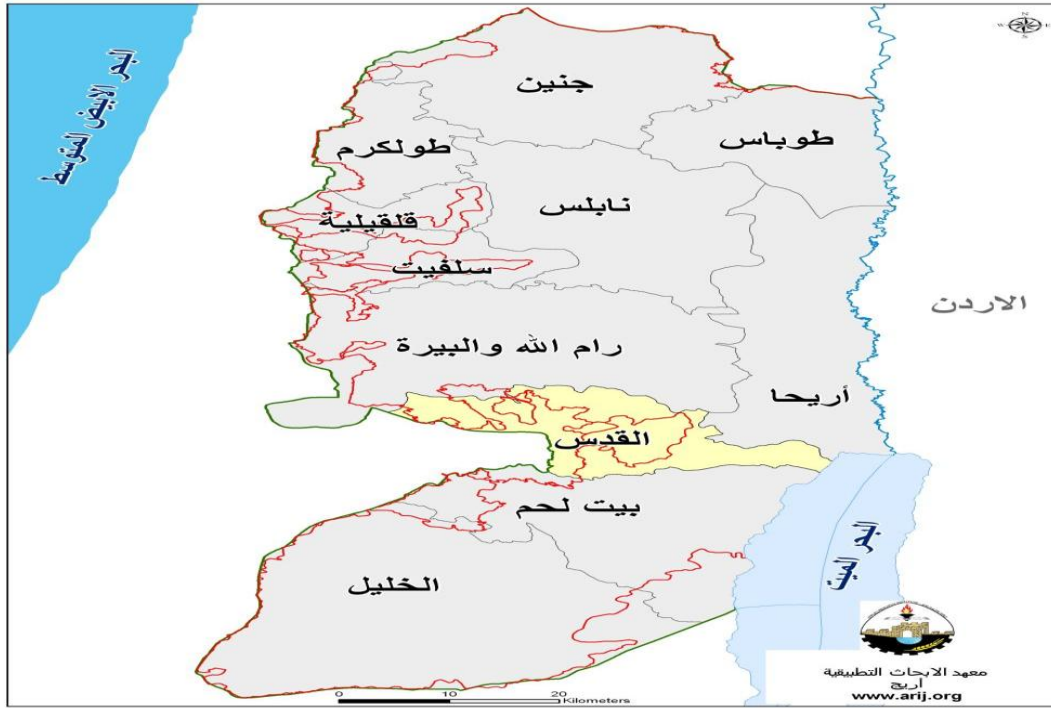 البحر الابيض المتوسط
N
W E
S
جنين
طوباس
طولكرم
نابلس
قلقيلية
سلفيت
الاردن
رام الله والبيرة
أريحا
القدس
بيت لحم
البحر الميت
الخليل
معهد الابحاث التطبيقية
أريج
www.arij.org
0 10 20
Kilometers